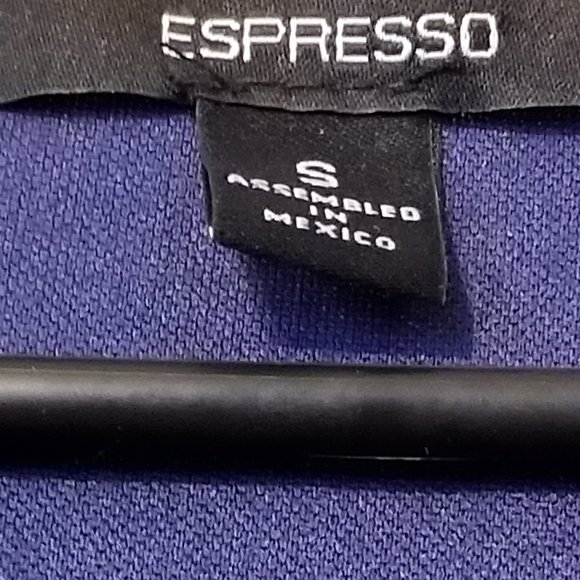 ESPRESSO
S
ASSEMBLED
IN
MEXICO